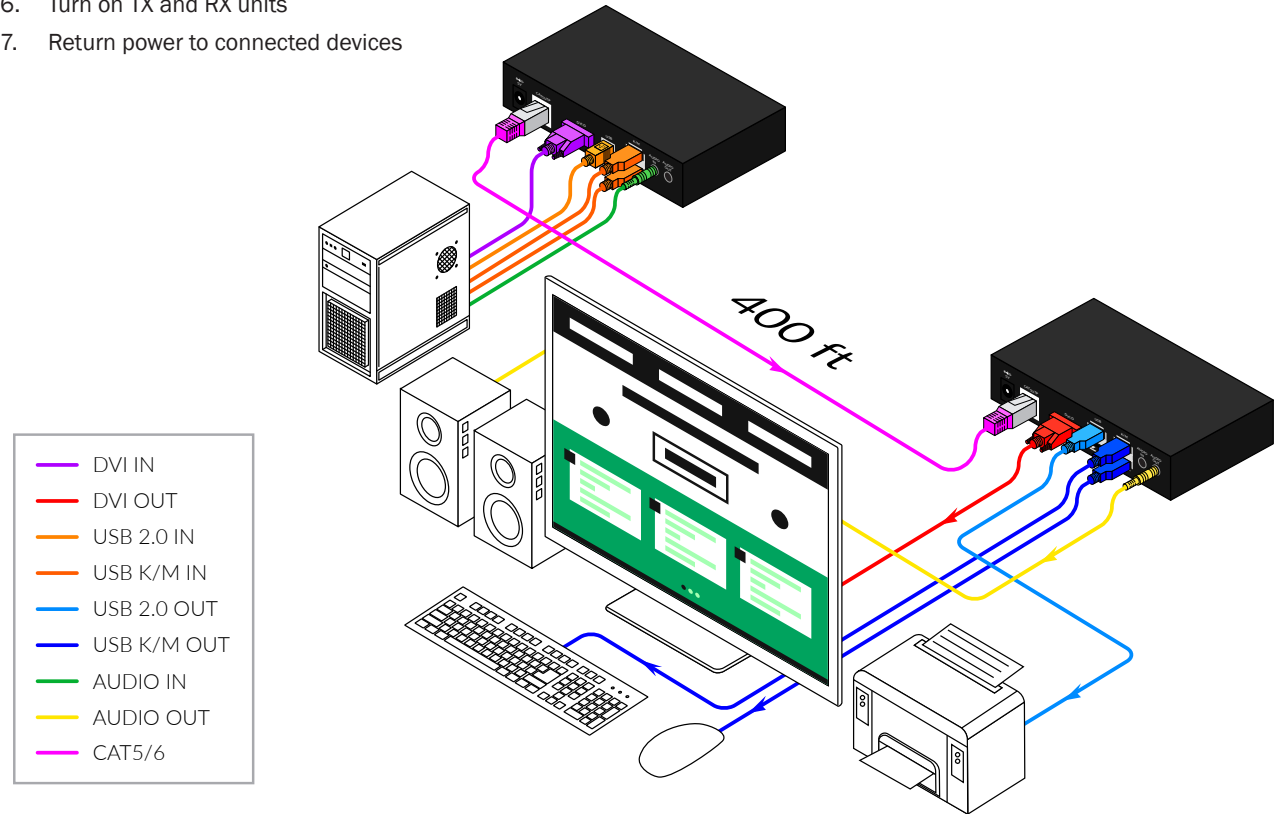 6. Turn on TX and RX units
7. Return power to connected devices
400 ft
DVI IN
DVI OUT
USB 2.0 IN
USB K/M IN
USB 2.0 OUT
USB K/M OUT
AUDIO IN
AUDIO OUT
CAT5/6